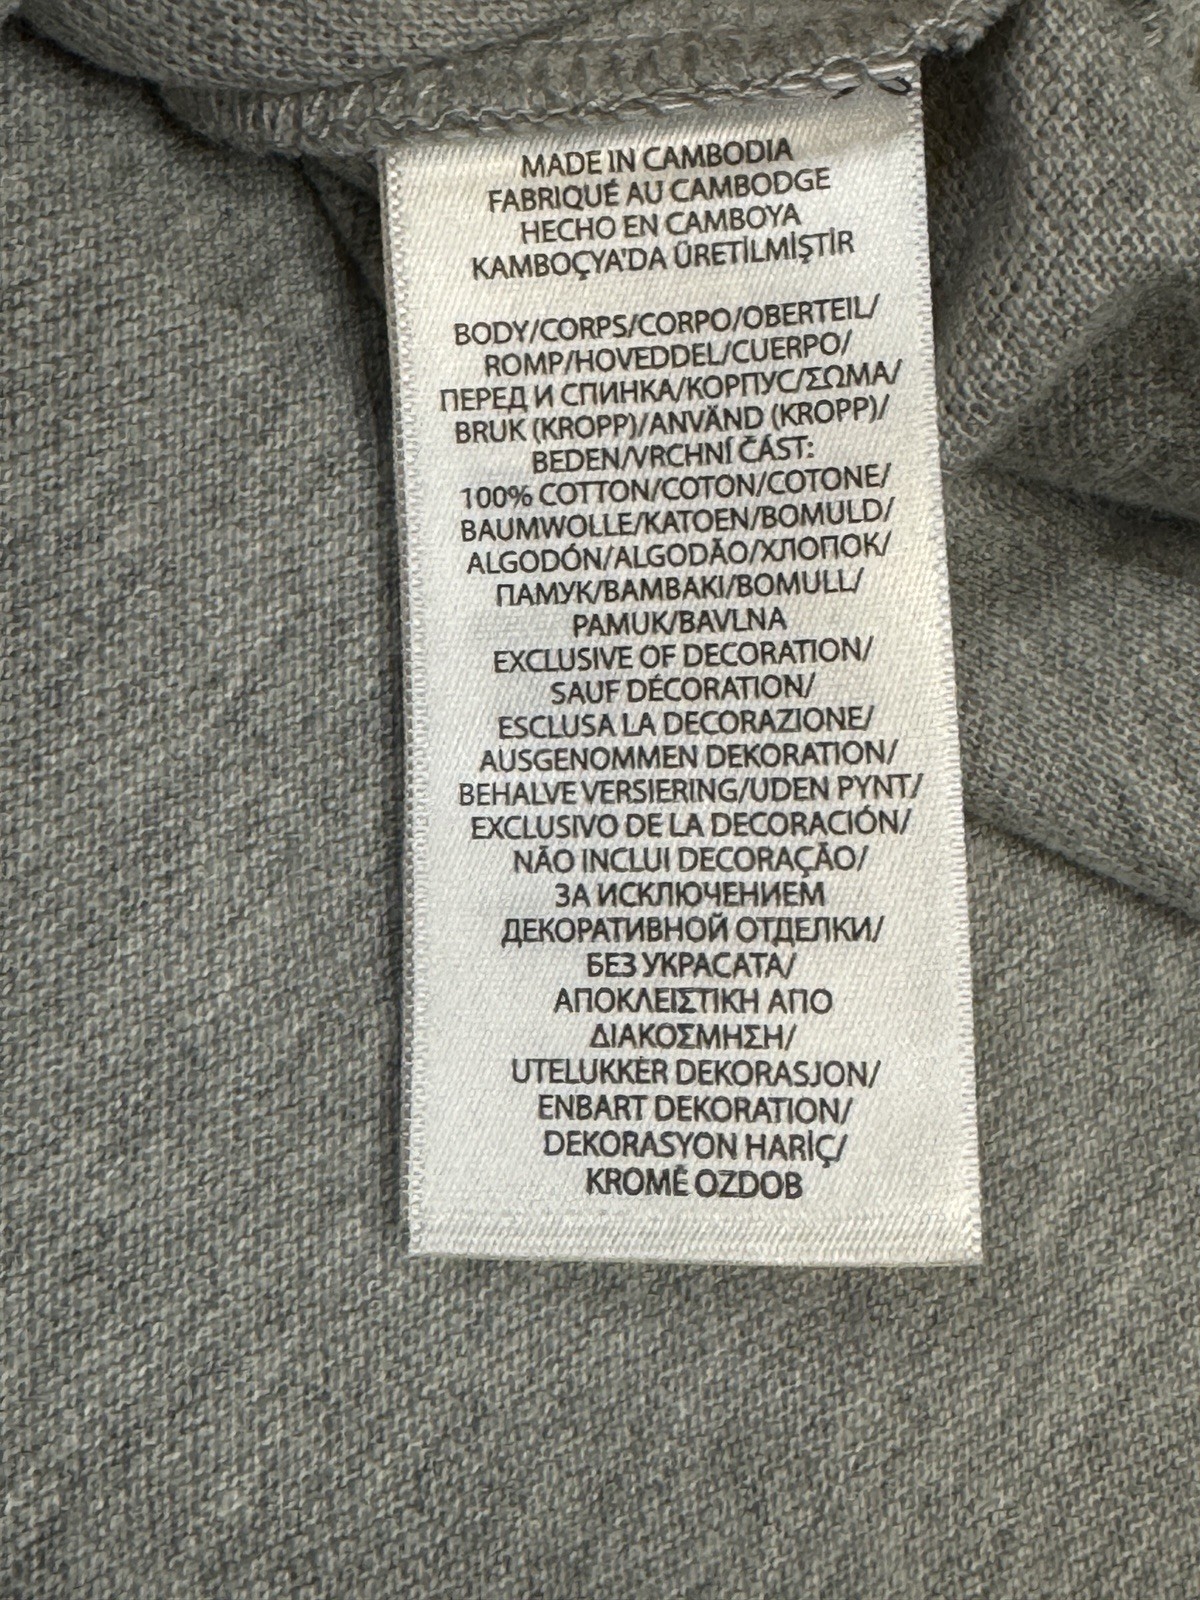 MADE IN CAMBODIA
FABRIQUÉ AU CAMBODGE
HECHO EN CAMBOYA
KAMBOÇYA'DA ÜRETİLMİŞTİR
BODY/CORPS/CORPO/OBERTEIL/
ROMP/HOVEDDEL/CUERPO/
ПЕРЕД И СПИНКА/КОРПУС/ΣΩΜΑ/
BRUK (KROPP)/ANVÄND (KROPP)/
BEDEN/VRCHNÍ ČÁST:
100% COTTON/COTON/COTONE/
BAUMWOLLE/KATOEN/BOMULD/
ALGODÓN/ALGODÃO/ХЛОПОК/
ПАМУК/ΒΑΜΒΑΚΙ/BOMULL/
PAMUK/BAVLNA
EXCLUSIVE OF DECORATION/
SAUF DÉCORATION/
ESCLUSA LA DECORAZIONE/
AUSGENOMMEN DEKORATION/
BEHALVE VERSIERING/UDEN PYNT/
EXCLUSIVO DE LA DECORACIÓN/
NÃO INCLUI DECORAÇÃO/
ЗА ИСКЛЮЧЕНИЕМ
ДЕКОРАТИВНОЙ ОТДЕЛКИ/
БЕЗ УКРАСАТА/
ΑΠΟΚΛΕΙΣΤΙΚΗ ΑΠΟ
ΔΙΑΚΟΣΜΗΣΗ/
UTELUKKER DEKORASJON/
ENBART DEKORATION/
DEKORASYON HARİÇ/
KROMĚ OZDOB